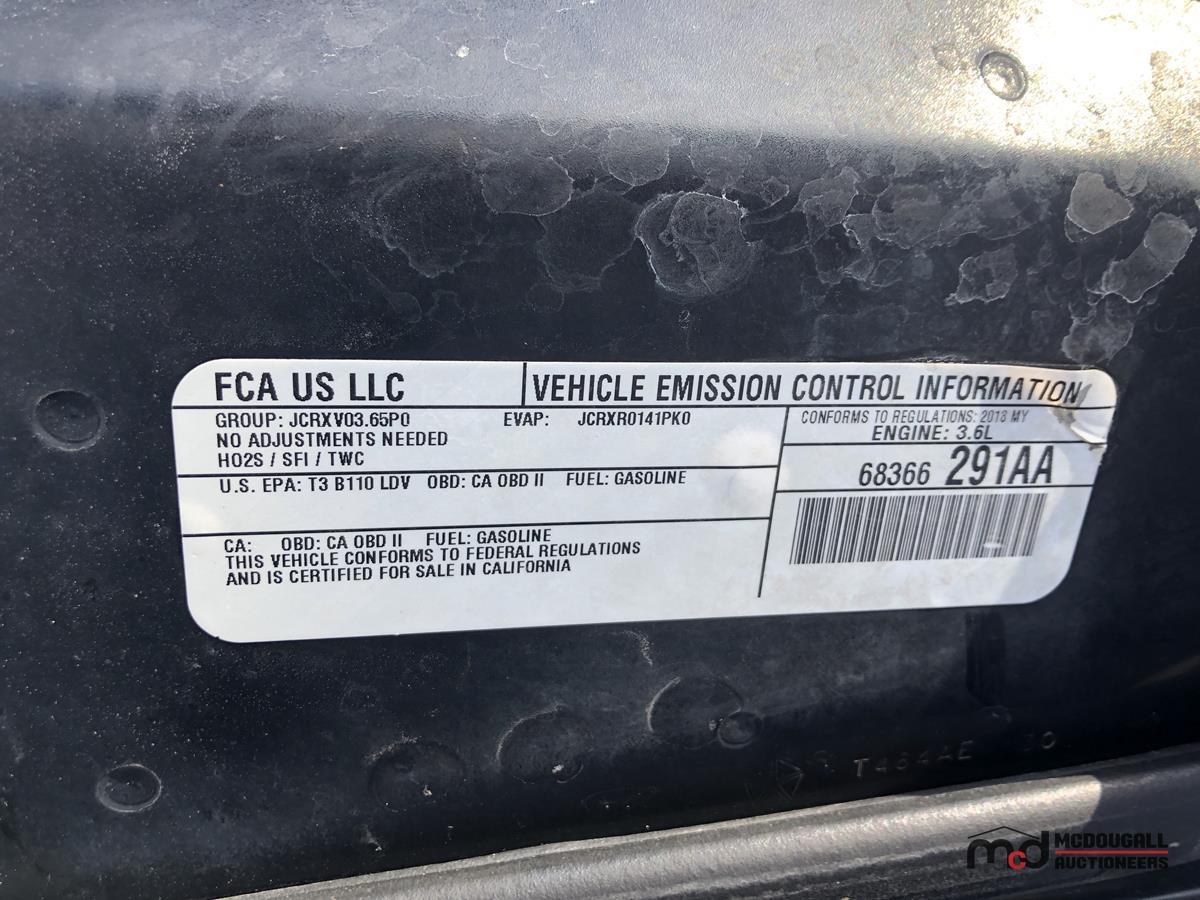 FCA US LLC
VEHICLE EMISSION CONTROL INFORMATION
GROUP: JCRXV03.65P0 EVAP: JCRXR0141PK0
NO ADJUSTMENTS NEEDED
HO2S / SFI / TWC
CONFORMS TO REGULATIONS: 2018 MY
ENGINE: 3.6L
68366 291AA
U.S. EPA: T3 B110 LDV OBD: CA OBD II FUEL: GASOLINE
CA: OBD: CA OBD II FUEL: GASOLINE
THIS VEHICLE CONFORMS TO FEDERAL REGULATIONS
AND IS CERTIFIED FOR SALE IN CALIFORNIA
mcd MCDOUGALL
AUCTIONEERS